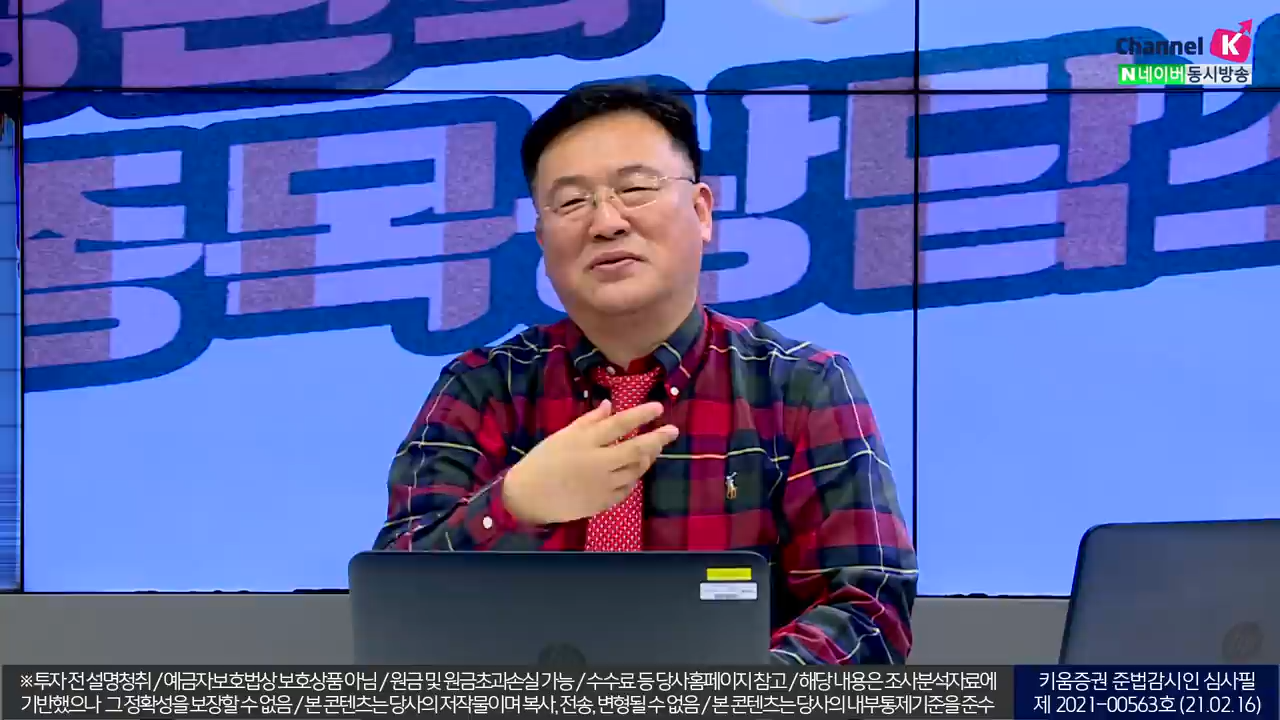 Channel K
N 네이버 동시방송
종목상담소
hp
※ 투자 전 설명청취 / 예금자보호법상 보호상품 아님 / 원금 및 원금초과손실 가능 / 수수료 등 당사홈페이지 참고 / 해당 내용은 조사분석자료에
기반했으나 그 정확성을 보장할 수 없음 / 본 콘텐츠는 당사의 저작물이며 복사, 전송, 변형될 수 없음 / 본 콘텐츠는 당사의 내부통제기준을 준수
키움증권 준법감시인 심사필
제 2021-00563호 (21.02.16)